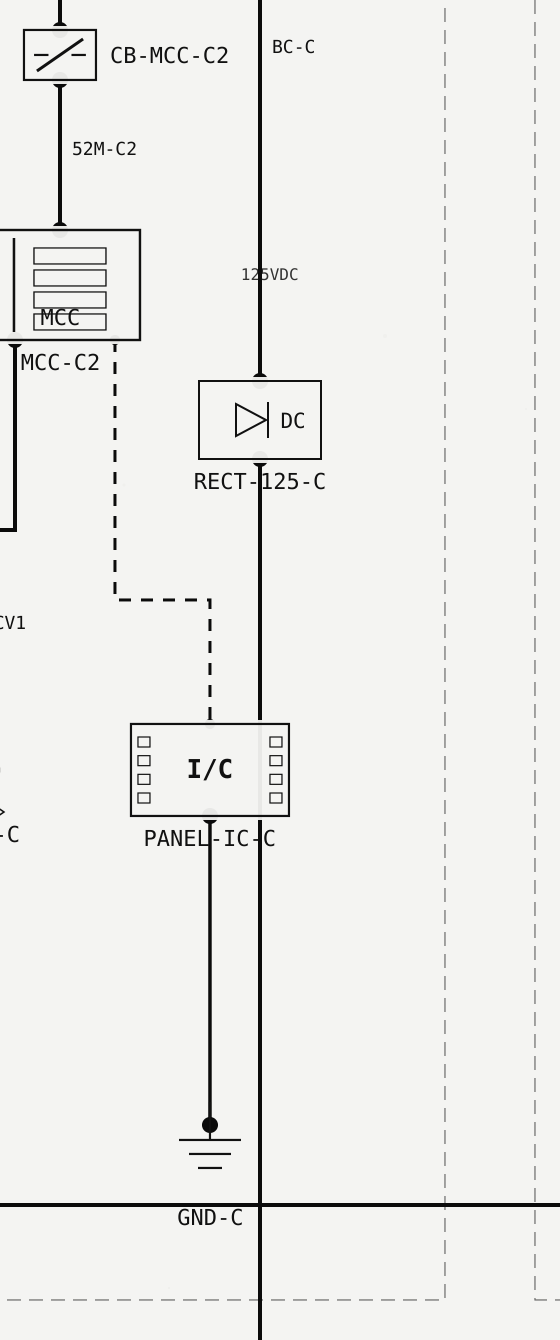 BC-C
CB-MCC-C2
52M-C2
125VDC
MCC
MCC-C2
DC
RECT-125-C
CV1
I/C
-C
PANEL-IC-C
GND-C